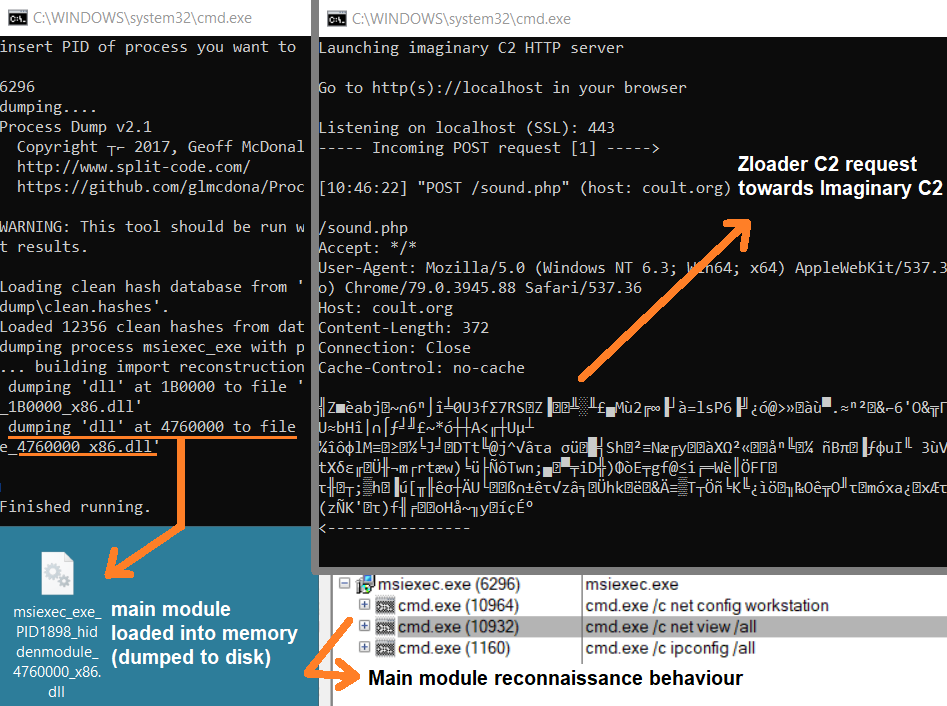 C:\WINDOWS\system32\cmd.exe
insert PID of process you want to
6296
dumping....
Process Dump v2.1
Copyright ┬⌐ 2017, Geoff McDonal
http://www.split-code.com/
https://github.com/glmcdona/Proc
WARNING: This tool should be run w
t results.
Loading clean hash database from '
dump\clean.hashes'.
Loaded 12356 clean hashes from dat
dumping process msiexec_exe with p
... building import reconstruction
dumping 'dll' at 1B0000 to file '
_1B0000_x86.dll'
dumping 'dll' at 4760000 to file
e_4760000_x86.dll'
Finished running.
msiexec_exe_
PID1898_hid
denmodule_
4760000_x86.
dll
main module
loaded into memory
(dumped to disk)
C:\WINDOWS\system32\cmd.exe
Launching imaginary C2 HTTP server
Go to http(s)://localhost in your browser
Listening on localhost (SSL): 443
----- Incoming POST request [1] ----->
[10:46:22] "POST /sound.php" (host: coult.org)
Zloader C2 request
towards Imaginary C2
/sound.php
Accept: */*
User-Agent: Mozilla/5.0 (Windows NT 6.3; Win64; x64) AppleWebKit/537.3
o) Chrome/79.0.3945.88 Safari/537.36
Host: coult.org
Content-Length: 372
Connection: Close
Cache-Control: no-cache
<----------------
msiexec.exe (6296) msiexec.exe
cmd.exe (10964) cmd.exe /c net config workstation
cmd.exe (10932) cmd.exe /c net view /all
cmd.exe (1160) cmd.exe /c ipconfig /all
Main module reconnaissance behaviour